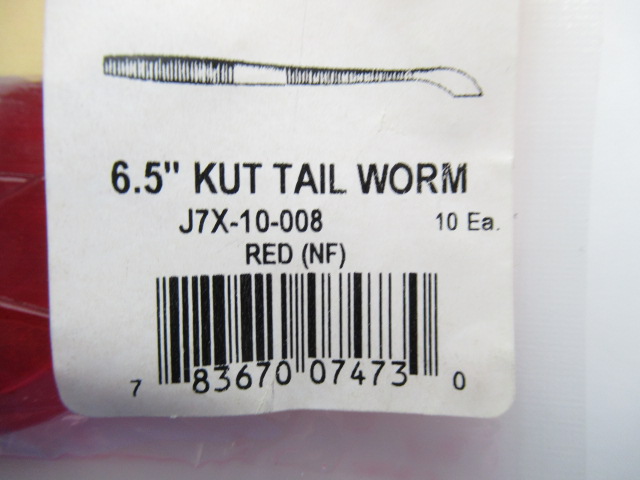 6.5" KUT TAIL WORM
J7X-10-008 10 Ea.
RED (NF)
7 83670 07473 0